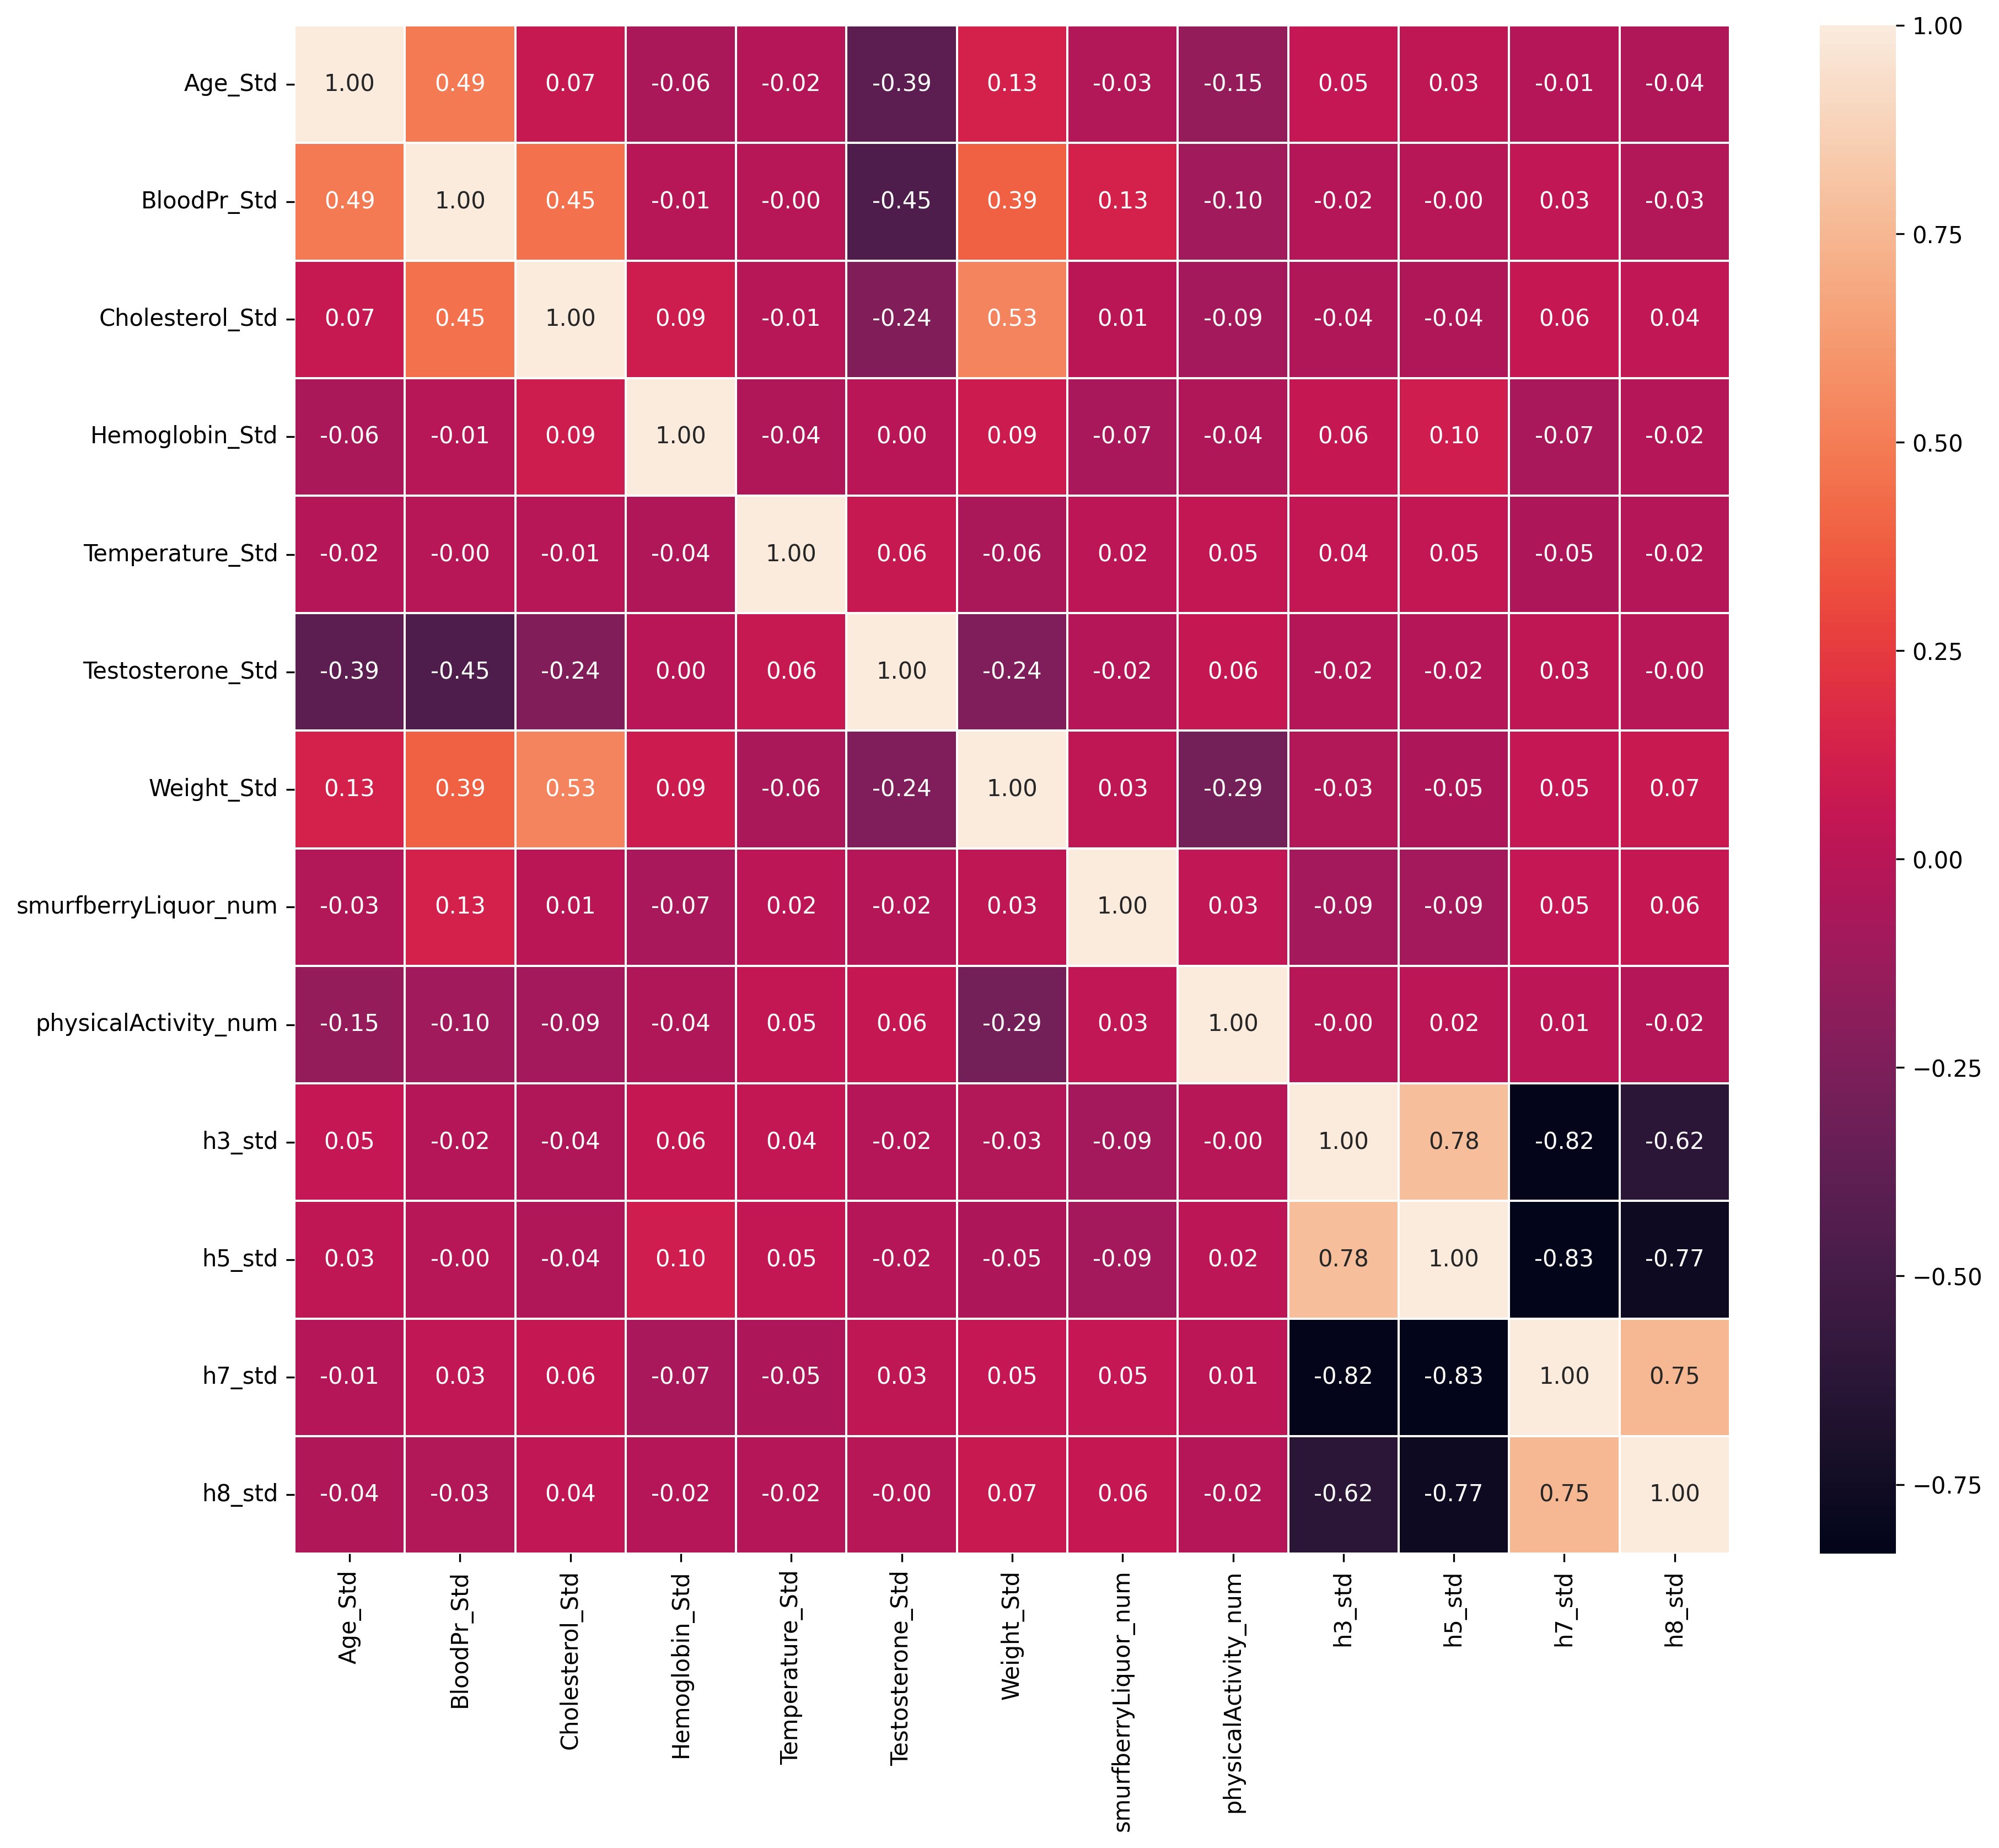 Age_Std 1.00 0.49 0.07 -0.06 -0.02 -0.39 0.13 -0.03 -0.15 0.05 0.03 -0.01 -0.04
BloodPr_Std 0.49 1.00 0.45 -0.01 -0.00 -0.45 0.39 0.13 -0.10 -0.02 -0.00 0.03 -0.03
Cholesterol_Std 0.07 0.45 1.00 0.09 -0.01 -0.24 0.53 0.01 -0.09 -0.04 -0.04 0.06 0.04
Hemoglobin_Std -0.06 -0.01 0.09 1.00 -0.04 0.00 0.09 -0.07 -0.04 0.06 0.10 -0.07 -0.02
Temperature_Std -0.02 -0.00 -0.01 -0.04 1.00 0.06 -0.06 0.02 0.05 0.04 0.05 -0.05 -0.02
Testosterone_Std -0.39 -0.45 -0.24 0.00 0.06 1.00 -0.24 -0.02 0.06 -0.02 -0.02 0.03 -0.00
Weight_Std 0.13 0.39 0.53 0.09 -0.06 -0.24 1.00 0.03 -0.29 -0.03 -0.05 0.05 0.07
smurfberryLiquor_num -0.03 0.13 0.01 -0.07 0.02 -0.02 0.03 1.00 0.03 -0.09 -0.09 0.05 0.06
physicalActivity_num -0.15 -0.10 -0.09 -0.04 0.05 0.06 -0.29 0.03 1.00 -0.00 0.02 0.01 -0.02
h3_std 0.05 -0.02 -0.04 0.06 0.04 -0.02 -0.03 -0.09 -0.00 1.00 0.78 -0.82 -0.62
h5_std 0.03 -0.00 -0.04 0.10 0.05 -0.02 -0.05 -0.09 0.02 0.78 1.00 -0.83 -0.77
h7_std -0.01 0.03 0.06 -0.07 -0.05 0.03 0.05 0.05 0.01 -0.82 -0.83 1.00 0.75
h8_std -0.04 -0.03 0.04 -0.02 -0.02 -0.00 0.07 0.06 -0.02 -0.62 -0.77 0.75 1.00
Age_Std
BloodPr_Std
Cholesterol_Std
Hemoglobin_Std
Temperature_Std
Testosterone_Std
Weight_Std
smurfberryLiquor_num
physicalActivity_num
h3_std
h5_std
h7_std
h8_std
1.00
0.75
0.50
0.25
0.00
−0.25
−0.50
−0.75